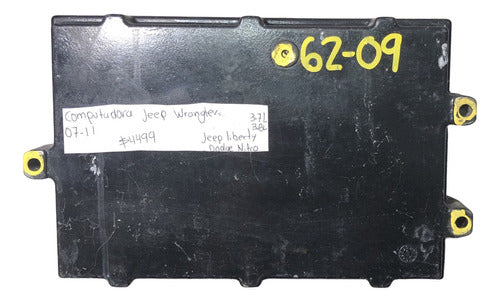 62-09
Computadora Jeep Wrangler
07-11
$4499
3.7L
3.8L
Jeep liberty
Dodge Nitro